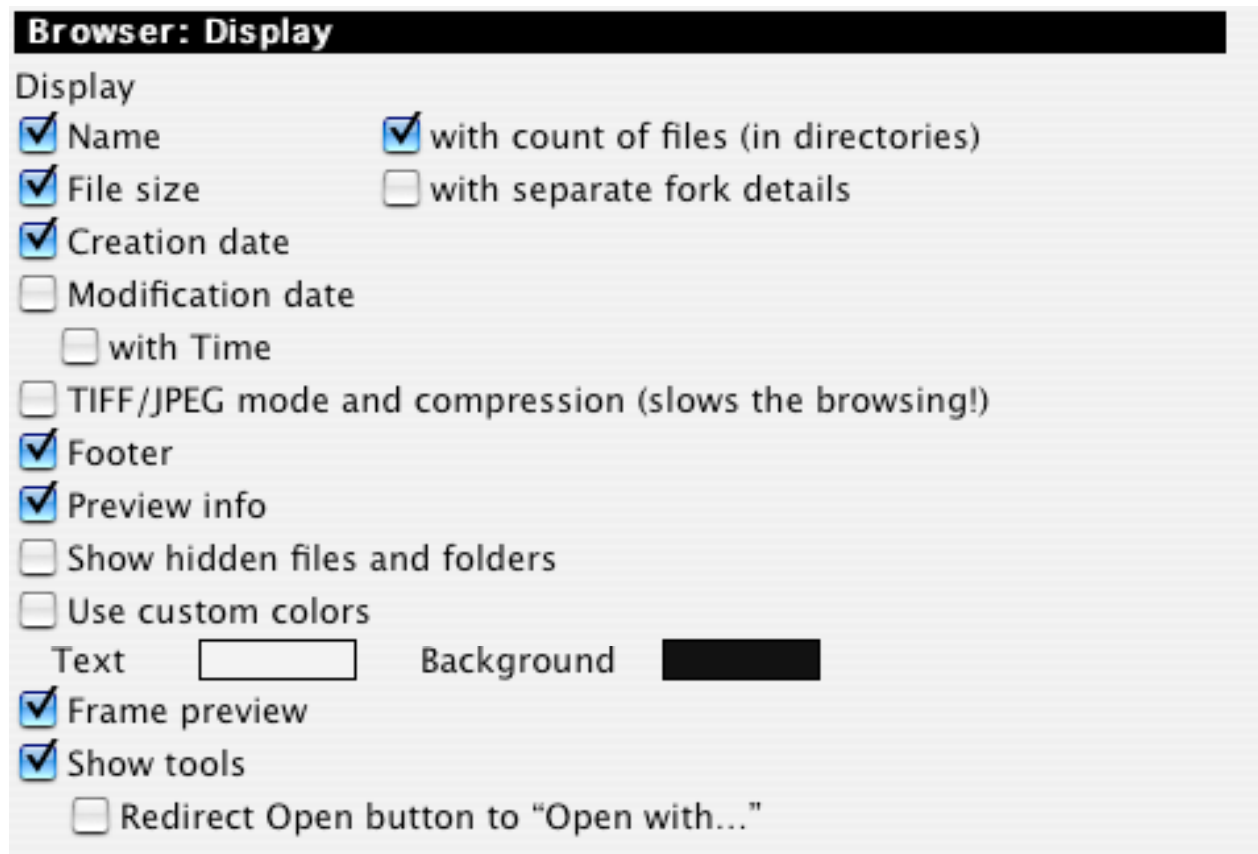 Browser: Display
Display
Name with count of files (in directories)
File size with separate fork details
Creation date
Modification date
with Time
TIFF/JPEG mode and compression (slows the browsing!)
Footer
Preview info
Show hidden files and folders
Use custom colors
Text Background
Frame preview
Show tools
Redirect Open button to “Open with...”